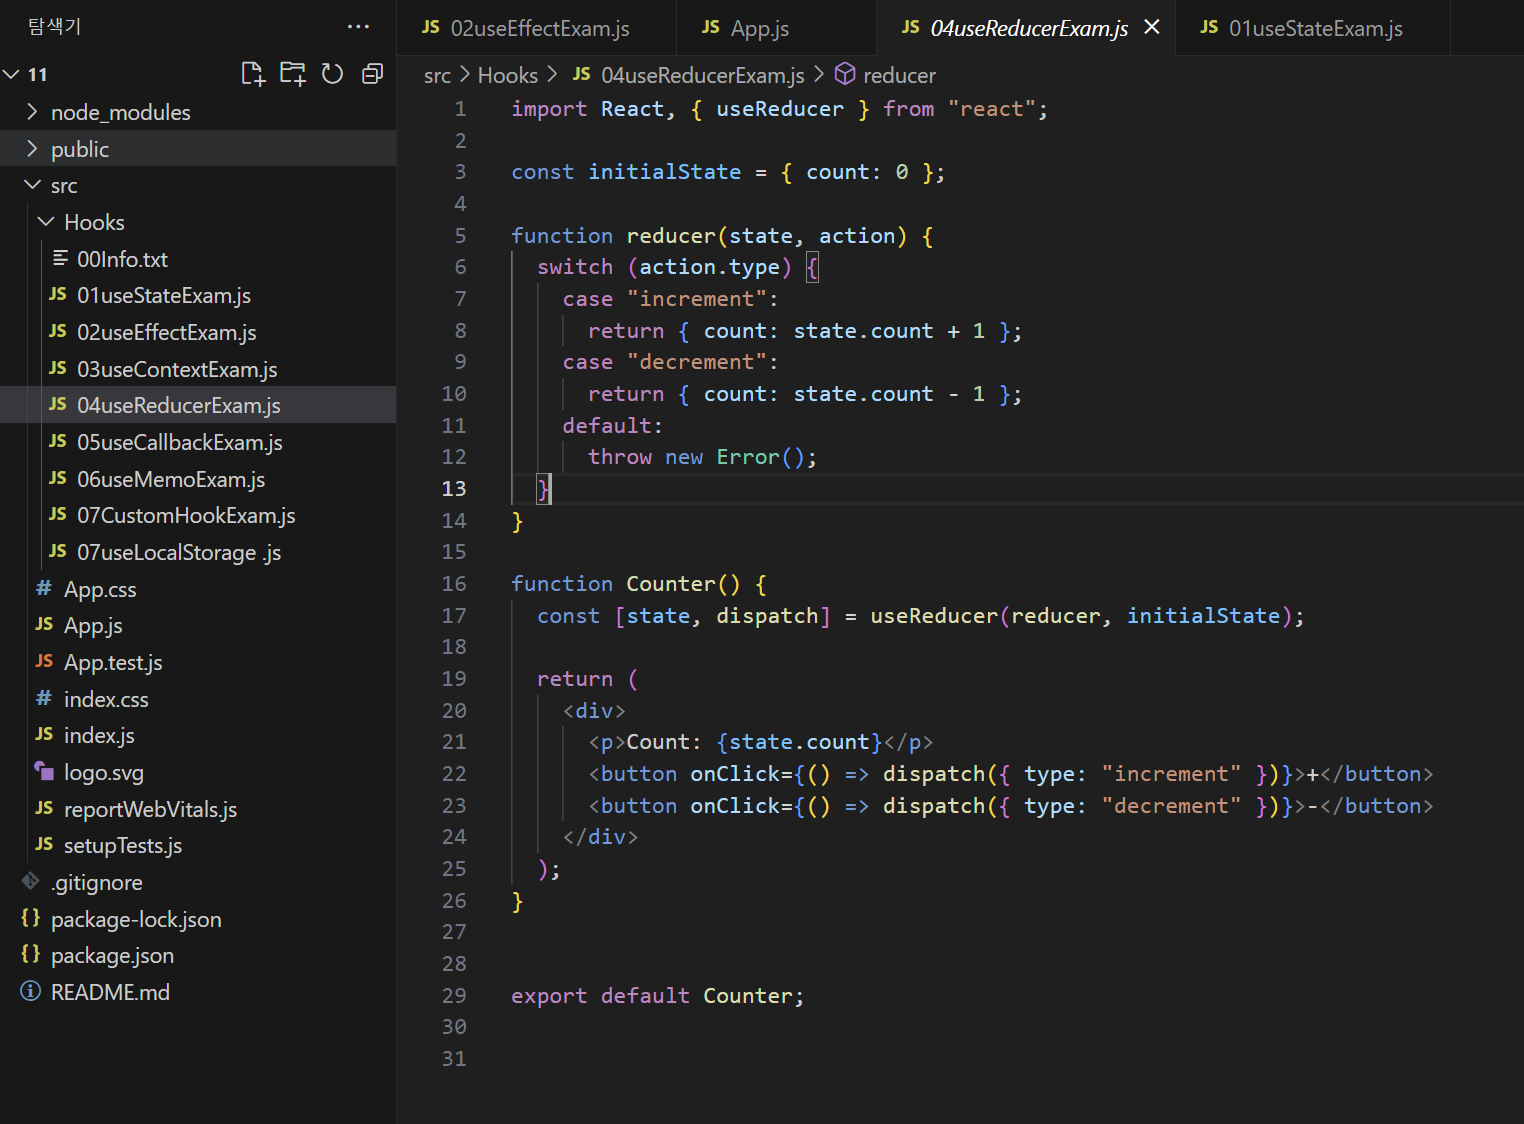 탐색기 ···
11
node_modules
public
src
Hooks
00Info.txt
JS 01useStateExam.js
JS 02useEffectExam.js
JS 03useContextExam.js
JS 04useReducerExam.js
JS 05useCallbackExam.js
JS 06useMemoExam.js
JS 07CustomHookExam.js
JS 07useLocalStorage .js
# App.css
JS App.js
JS App.test.js
# index.css
JS index.js
logo.svg
JS reportWebVitals.js
JS setupTests.js
.gitignore
{} package-lock.json
{} package.json
README.md
JS 02useEffectExam.js JS App.js JS 04useReducerExam.js × JS 01useStateExam.js
src > Hooks > JS 04useReducerExam.js > reducer
1 import React, { useReducer } from "react";
2
3 const initialState = { count: 0 };
4
5 function reducer(state, action) {
6   switch (action.type) {
7     case "increment":
8       return { count: state.count + 1 };
9     case "decrement":
10       return { count: state.count - 1 };
11     default:
12       throw new Error();
13   }
14 }
15
16 function Counter() {
17   const [state, dispatch] = useReducer(reducer, initialState);
18
19   return (
20     <div>
21       <p>Count: {state.count}</p>
22       <button onClick={() => dispatch({ type: "increment" })}>+</button>
23       <button onClick={() => dispatch({ type: "decrement" })}>-</button>
24     </div>
25   );
26 }
27
28
29 export default Counter;
30
31